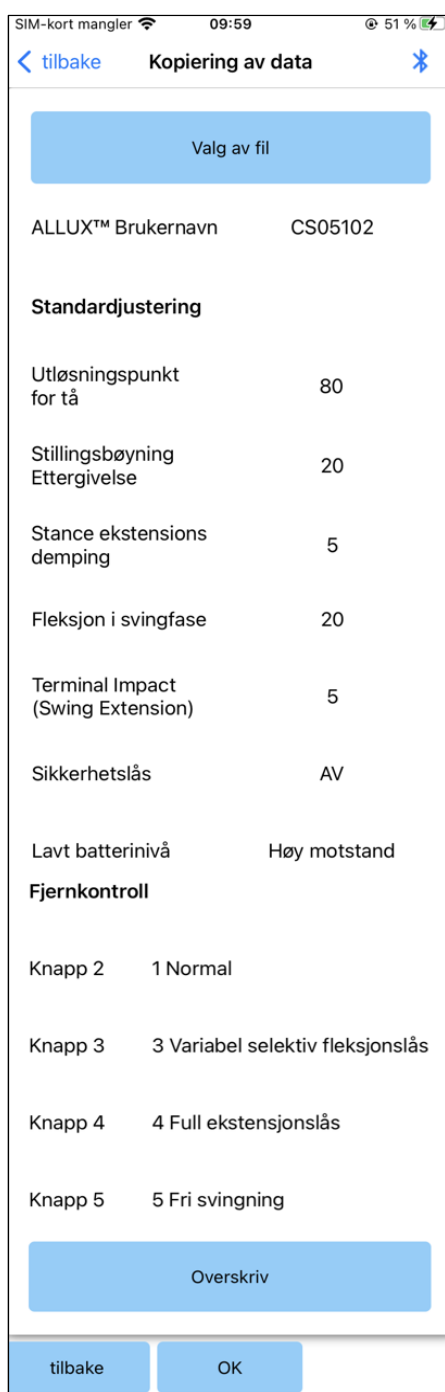 SIM-kort mangler 09:59 51 %
tilbake Kopiering av data
Valg av fil
ALLUX™ Brukernavn CS05102
Standardjustering
Utløsningspunkt
for tå 80
Stillingsbøyning
Ettergivelse 20
Stance ekstensions
demping 5
Fleksjon i svingfase 20
Terminal Impact
(Swing Extension) 5
Sikkerhetslås AV
Lavt batterinivå Høy motstand
Fjernkontroll
Knapp 2 1 Normal
Knapp 3 3 Variabel selektiv fleksjonslås
Knapp 4 4 Full ekstensjonslås
Knapp 5 5 Fri svingning
Overskriv
tilbake OK